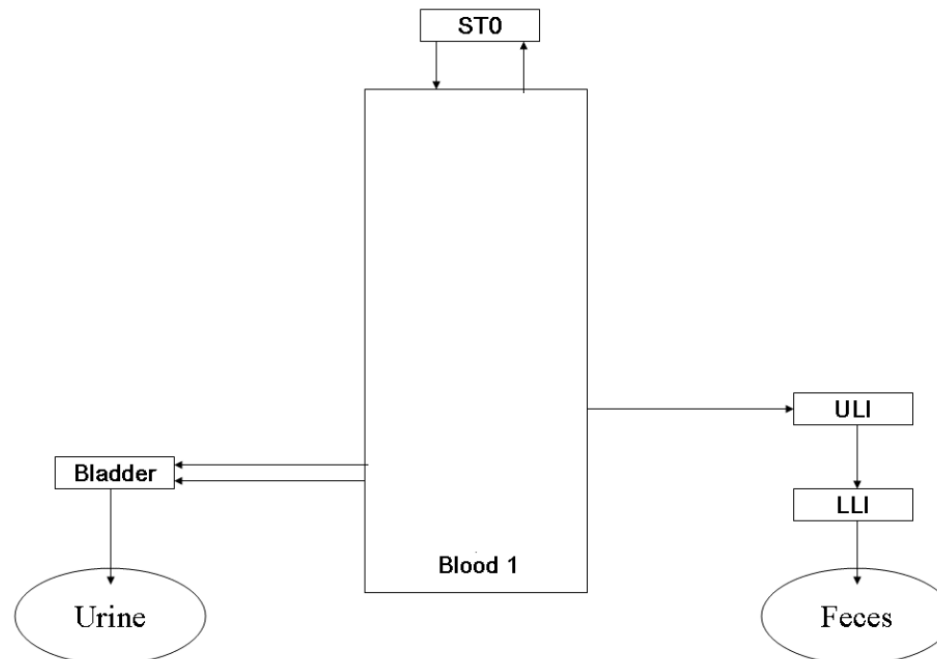 ST0
ULI
Bladder
LLI
Blood 1
Urine
Feces